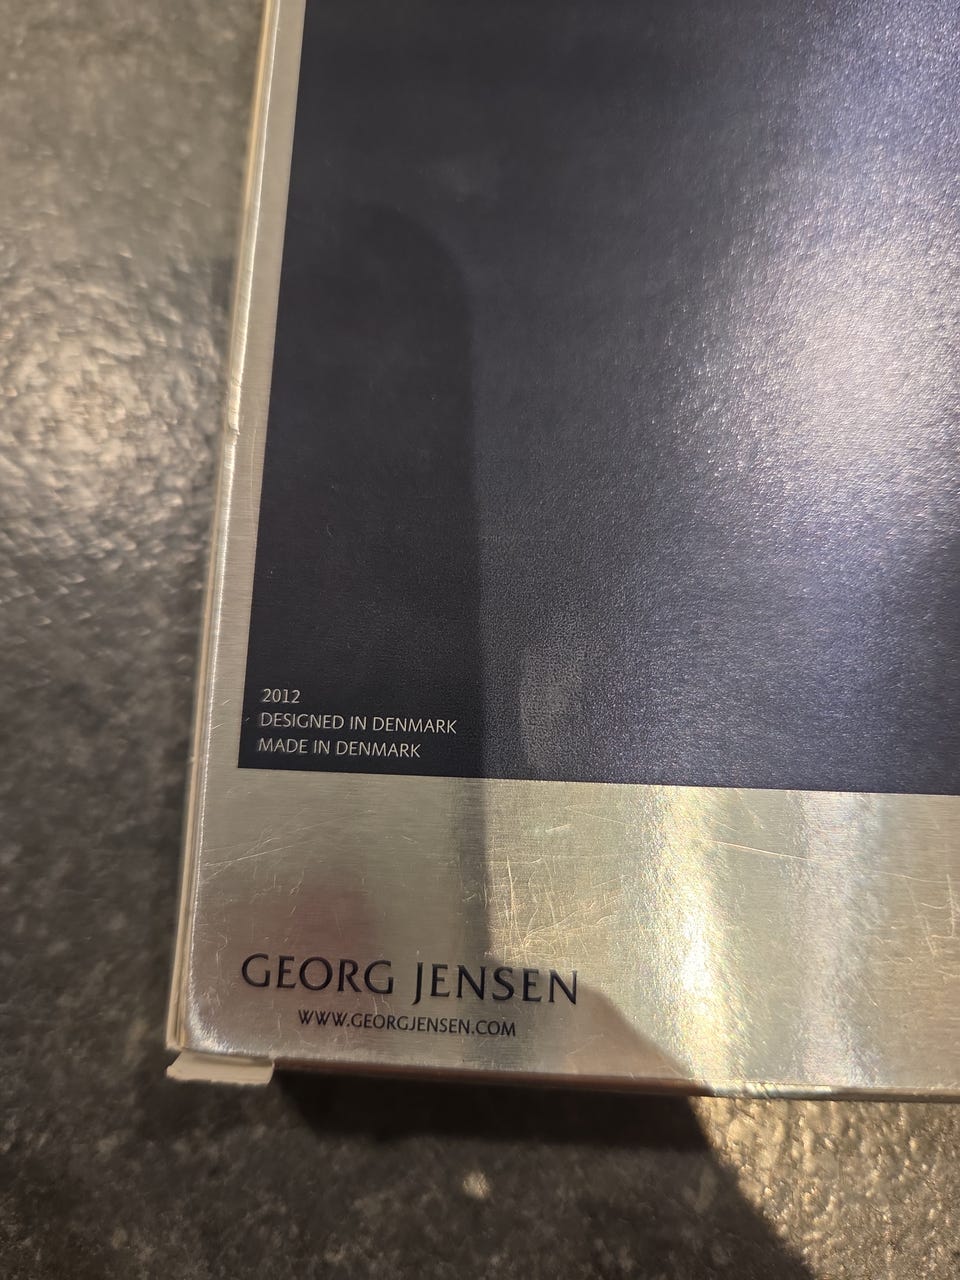 2012
DESIGNED IN DENMARK
MADE IN DENMARK
GEORG JENSEN
WWW.GEORGJENSEN.COM